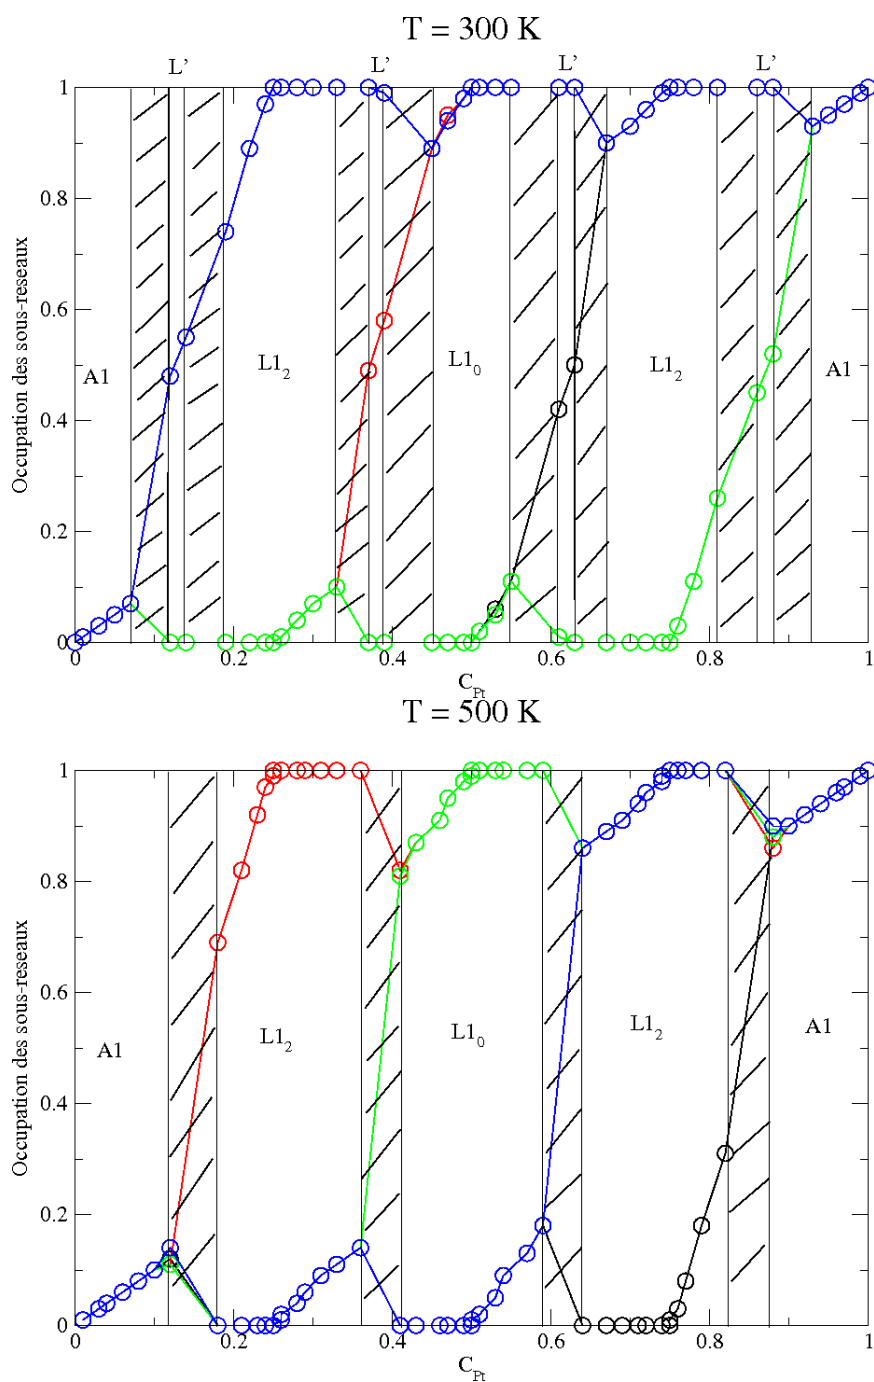 T = 300 K
L’ L’ L’ L’
1
0.8
0.6
0.4
0.2
0
Occupation des sous-reseaux
A1 L1₂ L1₀ L1₂ A1
0 0.2 0.4 0.6 0.8 1
C_Pt
T = 500 K
1
0.8
0.6
0.4
0.2
0
Occupation des sous-reseaux
A1 L1₂ L1₀ L1₂ A1
0 0.2 0.4 0.6 0.8 1
C_Pt